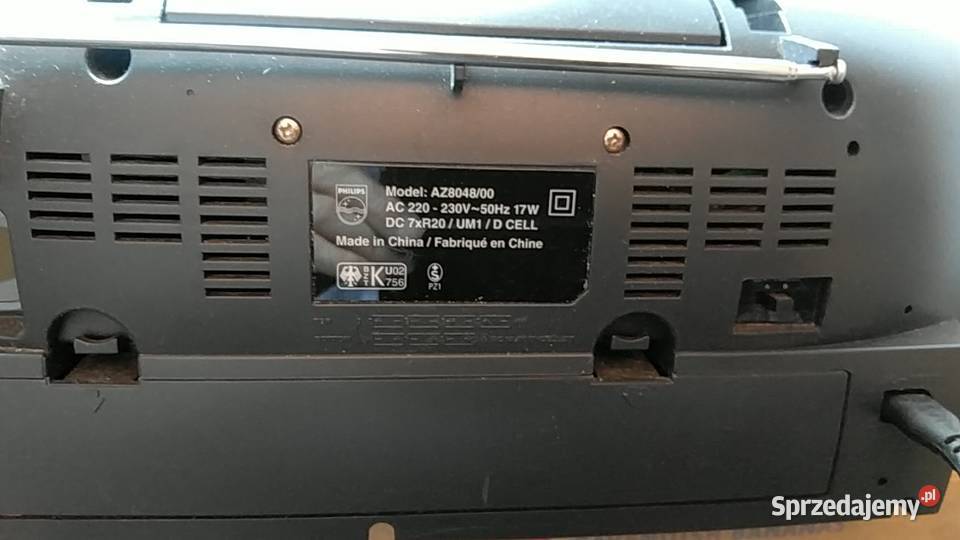 PHILIPS
Model: AZ8048/00
AC 220 - 230V~50Hz 17W
DC 7xR20 / UM1 / D CELL
Made in China / Fabriqué en Chine
BZT K U02 756
PZ1
Sprzedajemy.pl